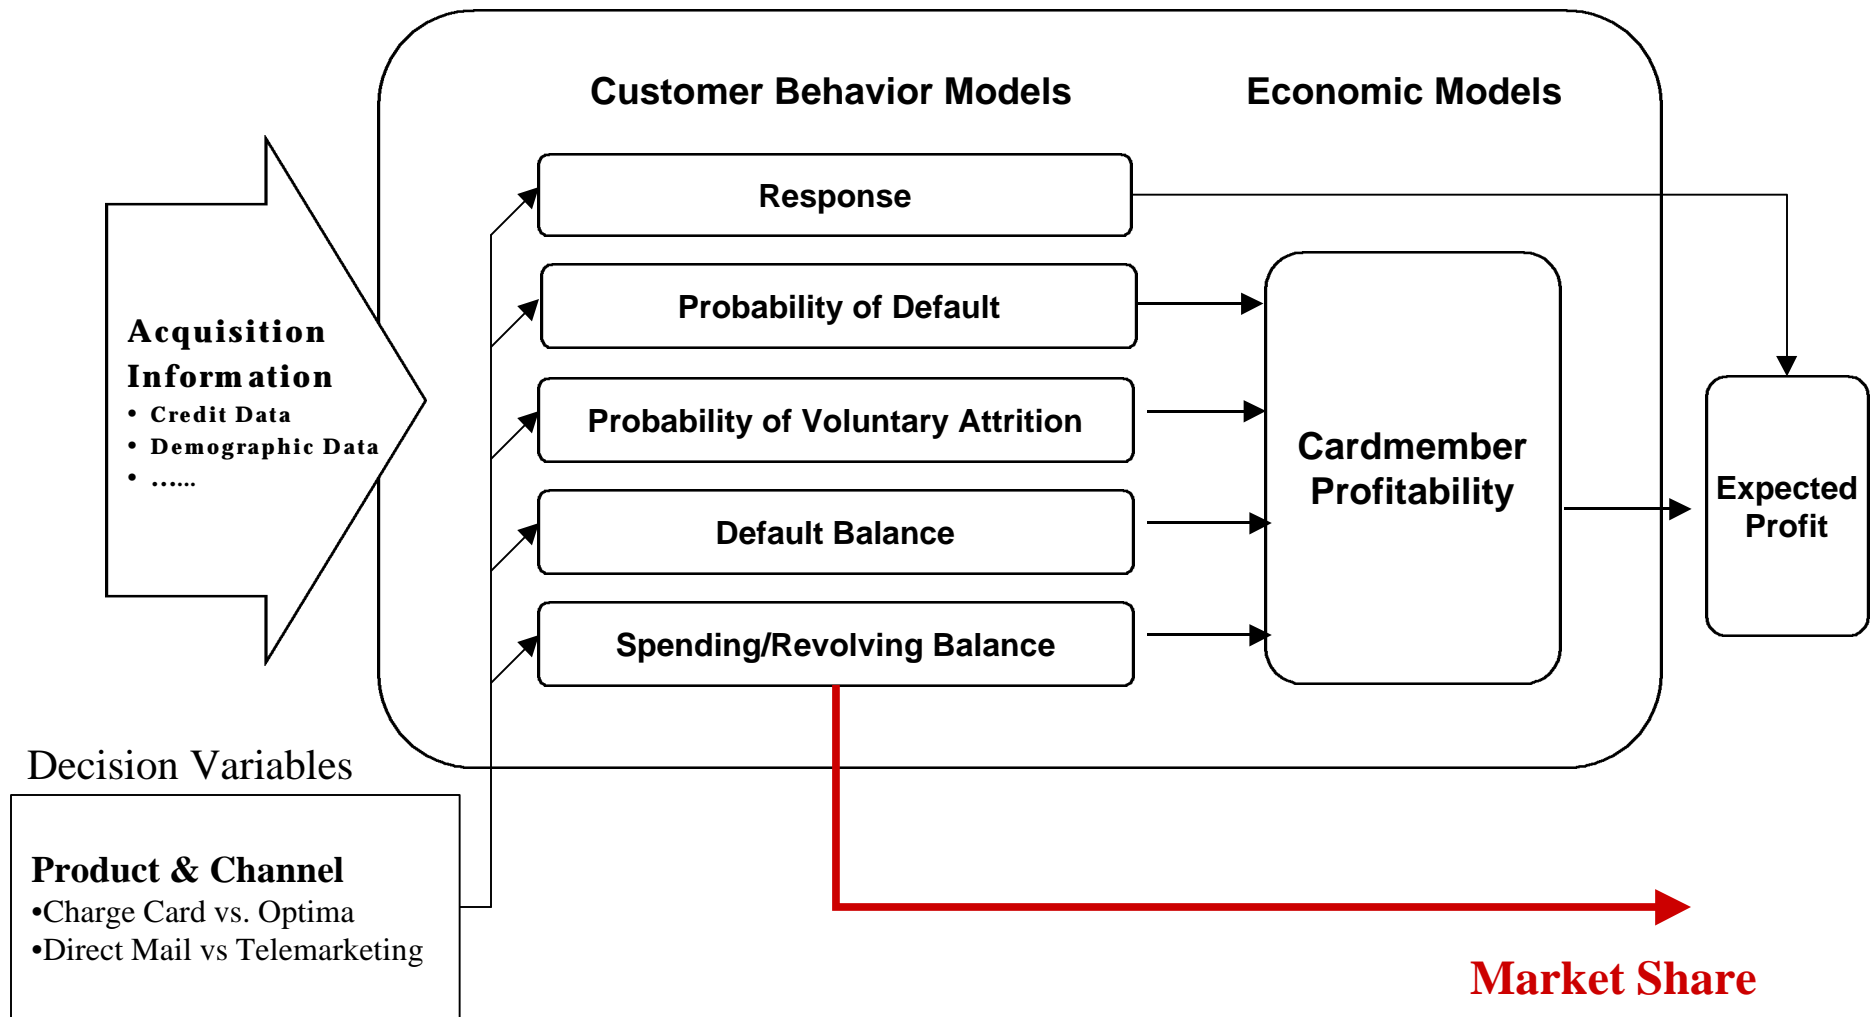 Customer Behavior Models
Economic Models
Response
Probability of Default
Probability of Voluntary Attrition
Default Balance
Spending/Revolving Balance
Cardmember
Profitability
Expected
Profit
Acquisition
Information
• Credit Data
• Demographic Data
• …...
Decision Variables
Product & Channel
•Charge Card vs. Optima
•Direct Mail vs Telemarketing
Market Share